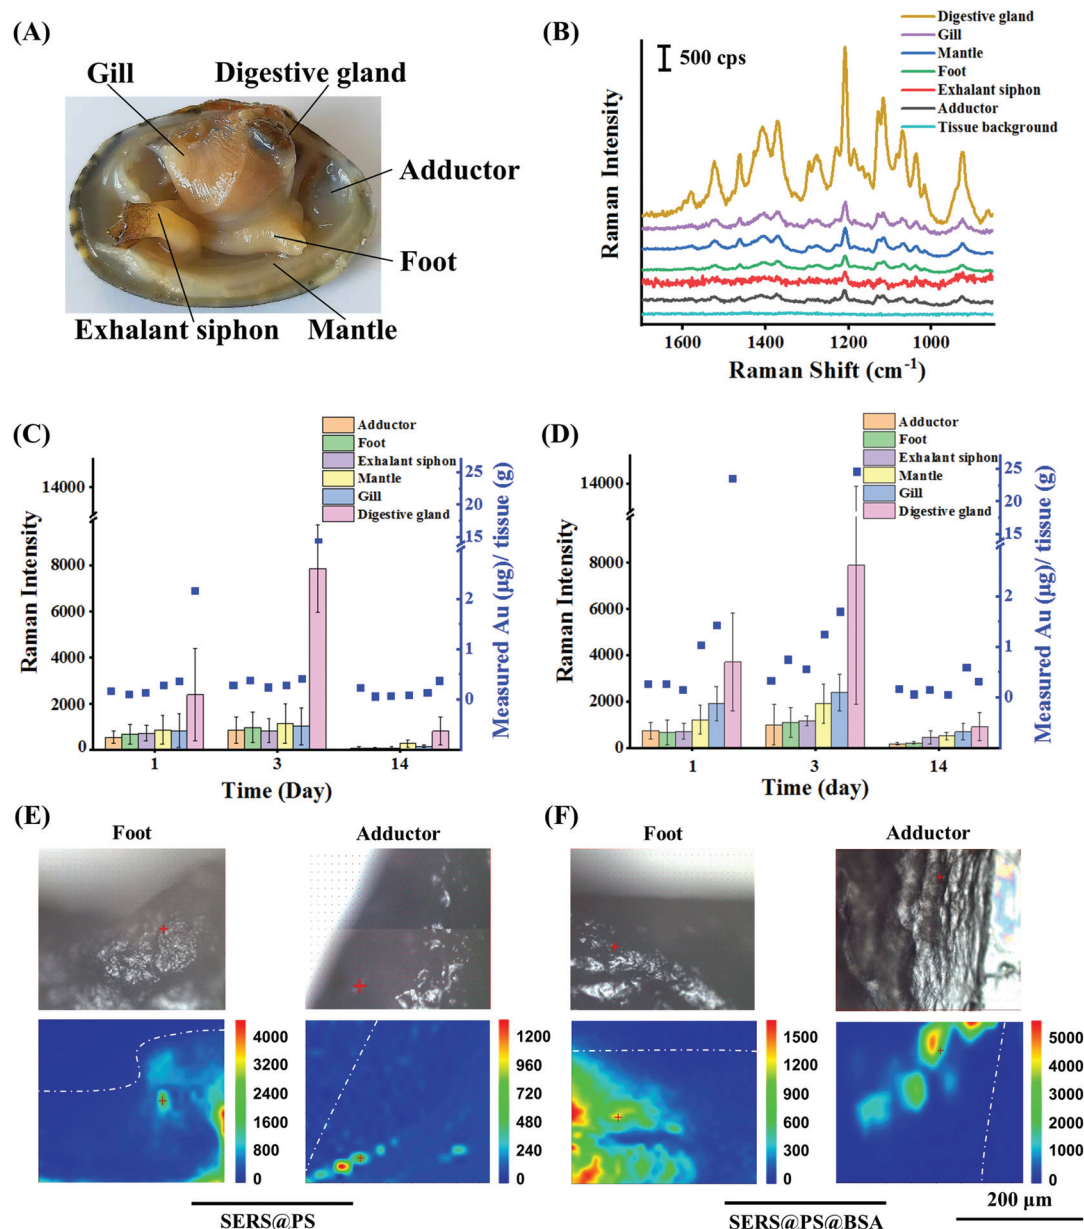 (A)
Gill
Digestive gland
Adductor
Foot
Exhalant siphon
Mantle
(B)
500 cps
Digestive gland
Gill
Mantle
Foot
Exhalant siphon
Adductor
Tissue background
Raman Intensity
1600 1400 1200 1000
Raman Shift (cm⁻¹)
(C)
Adductor
Foot
Exhalant siphon
Mantle
Gill
Digestive gland
Raman Intensity
14000
8000
6000
4000
2000
0
25
20
15
2
1
0
Measured Au (µg)/ tissue (g)
1 3 14
Time (Day)
(D)
Adductor
Foot
Exhalant siphon
Mantle
Gill
Digestive gland
Raman Intensity
14000
8000
6000
4000
2000
0
25
20
15
2
1
0
Measured Au (µg)/ tissue (g)
1 3 14
Time (day)
(E)
Foot
Adductor
4000
3200
2400
1600
800
0
1200
960
720
480
240
0
SERS@PS
(F)
Foot
Adductor
1500
1200
900
600
300
0
5000
4000
3000
2000
1000
0
SERS@PS@BSA
200 µm